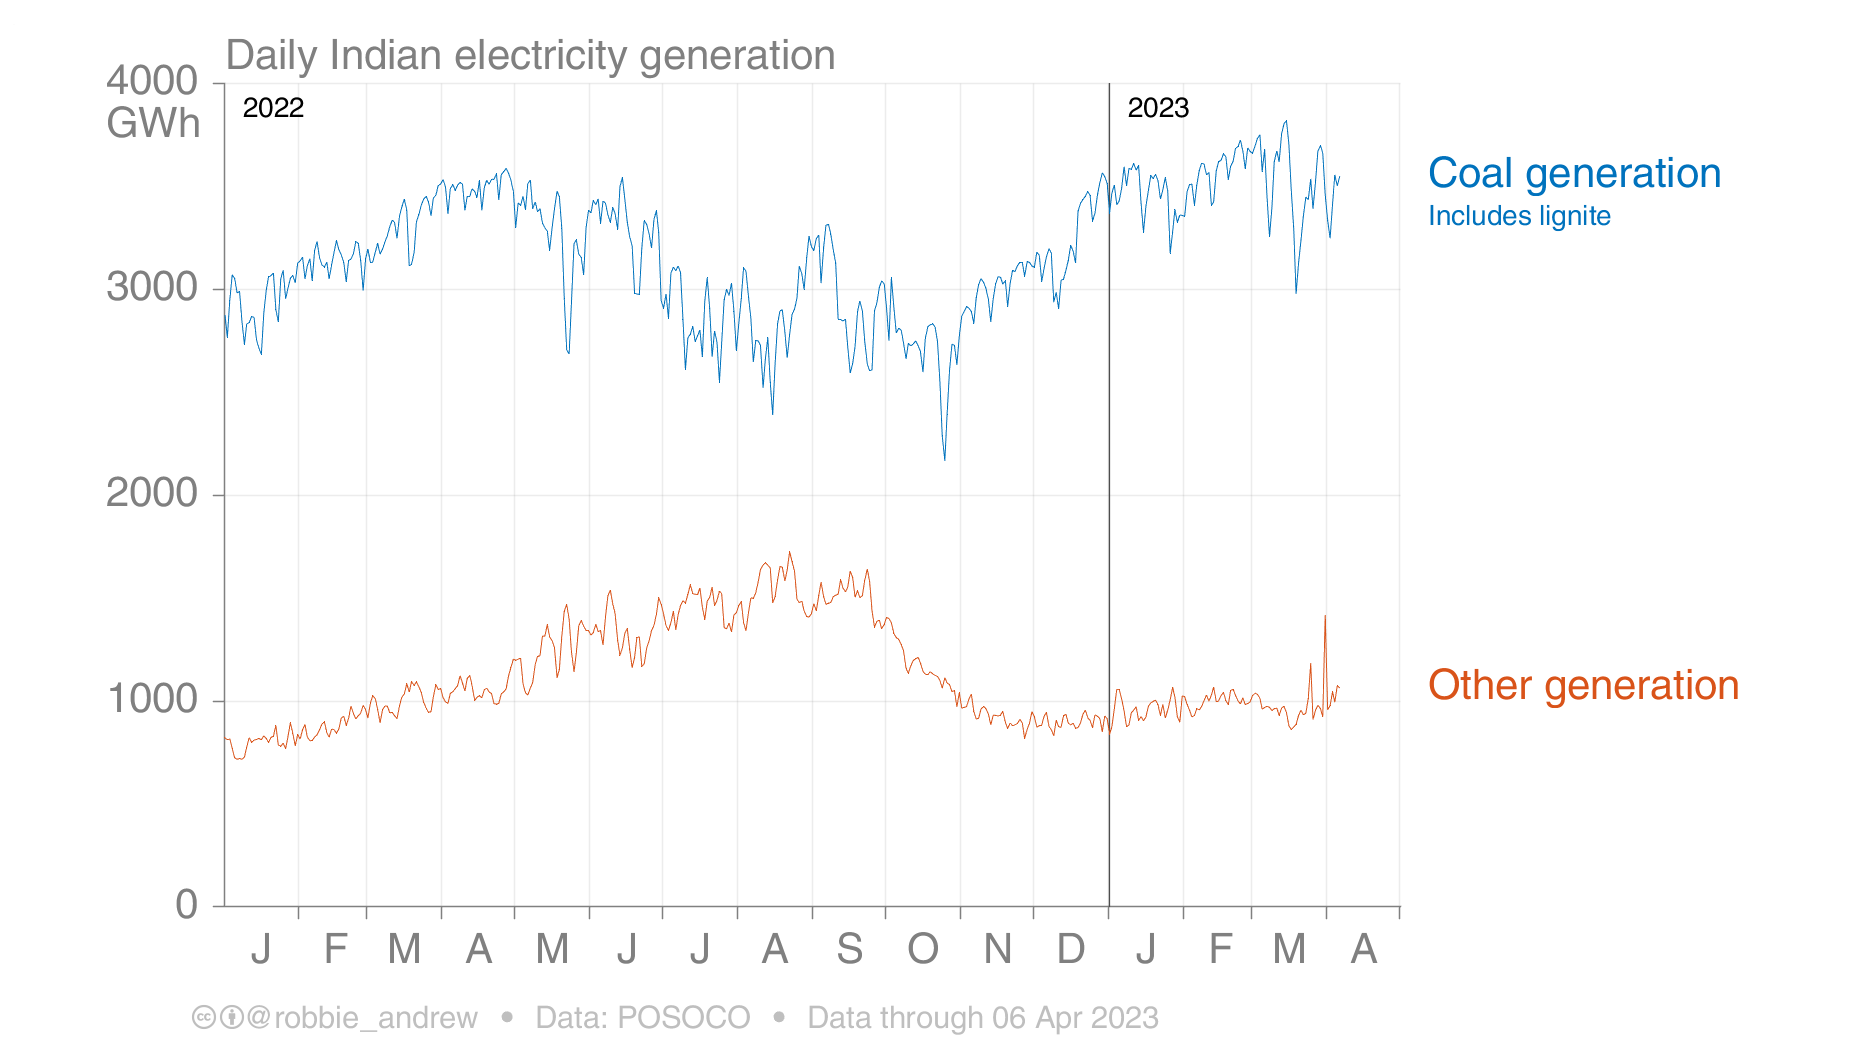 Daily Indian electricity generation
4000
GWh
2022
2023
3000
2000
1000
0
Coal generation
Includes lignite
Other generation
J F M A M J J A S O N D J F M A
cc @robbie_andrew • Data: POSOCO • Data through 06 Apr 2023